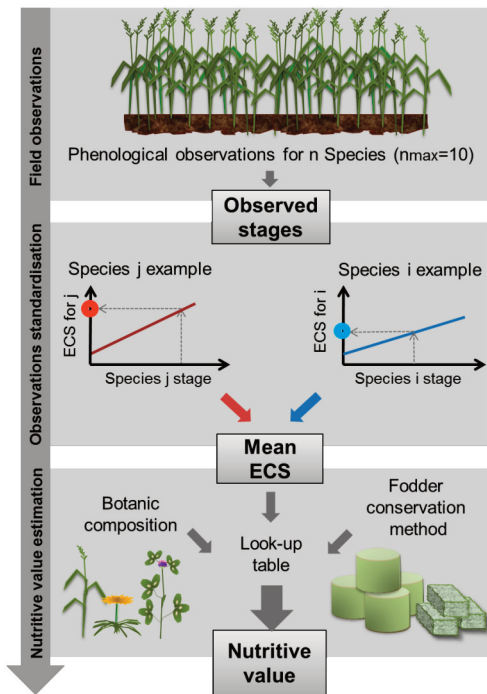 Field observations
Phenological observations for n Species (nmax=10)
Observed
stages
Observations standardisation
Species j example
ECS for j
Species j stage
Species i example
ECS for i
Species i stage
Mean
ECS
Nutritive value estimation
Botanic
composition
Look-up
table
Fodder
conservation
method
Nutritive
value